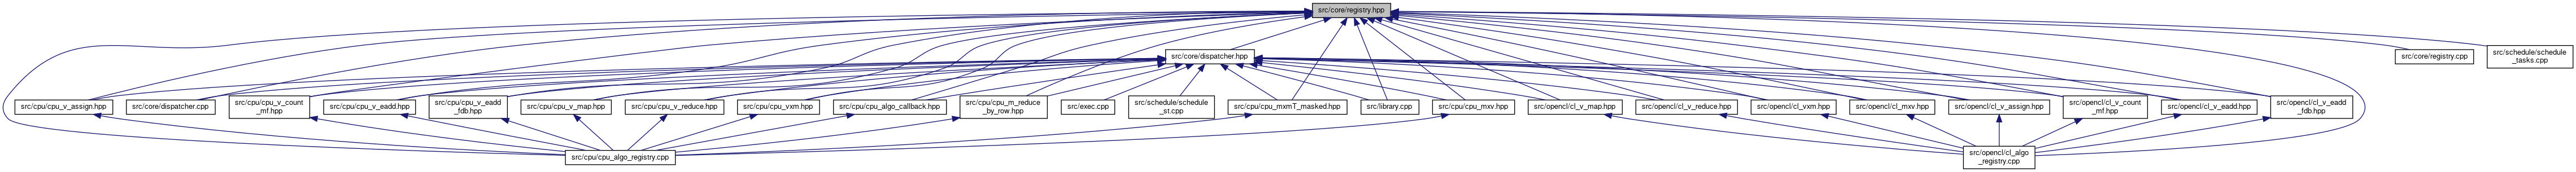 src/core/registry.hpp
src/core/dispatcher.hpp
src/core/registry.cpp
src/schedule/schedule
_tasks.cpp
src/cpu/cpu_v_assign.hpp
src/core/dispatcher.cpp
src/cpu/cpu_v_count
_mf.hpp
src/cpu/cpu_v_eadd.hpp
src/cpu/cpu_v_eadd
_fdb.hpp
src/cpu/cpu_v_map.hpp
src/cpu/cpu_v_reduce.hpp
src/cpu/cpu_vxm.hpp
src/cpu/cpu_algo_callback.hpp
src/cpu/cpu_m_reduce
_by_row.hpp
src/exec.cpp
src/schedule/schedule
_st.cpp
src/cpu/cpu_mxmT_masked.hpp
src/library.cpp
src/cpu/cpu_mxv.hpp
src/opencl/cl_v_map.hpp
src/opencl/cl_v_reduce.hpp
src/opencl/cl_vxm.hpp
src/opencl/cl_mxv.hpp
src/opencl/cl_v_assign.hpp
src/opencl/cl_v_count
_mf.hpp
src/opencl/cl_v_eadd.hpp
src/opencl/cl_v_eadd
_fdb.hpp
src/cpu/cpu_algo_registry.cpp
src/opencl/cl_algo
_registry.cpp